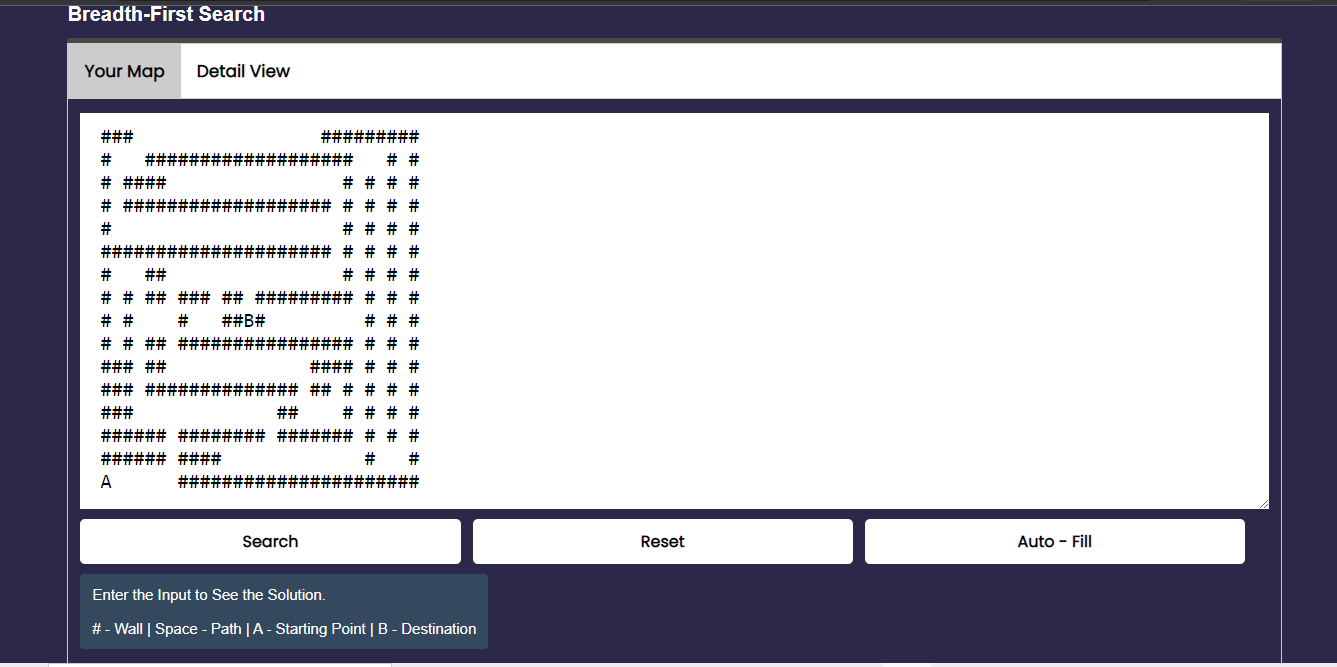 Breadth-First Search
Your Map
Detail View
###                 #########
#   ###################   # #
# ####                # # # #
# ################### # # # #
#                     # # # #
##################### # # # #
#   ##                # # # #
# # ## ### ## ######### # # #
# #    #   ##B#         # # #
# # ## ################ # # #
### ##             #### # # #
### ############## ## # # # #
###             ##    # # # #
###### ######## ####### # # #
###### ####             #   #
A      ######################
Search
Reset
Auto - Fill
Enter the Input to See the Solution.
# - Wall | Space - Path | A - Starting Point | B - Destination